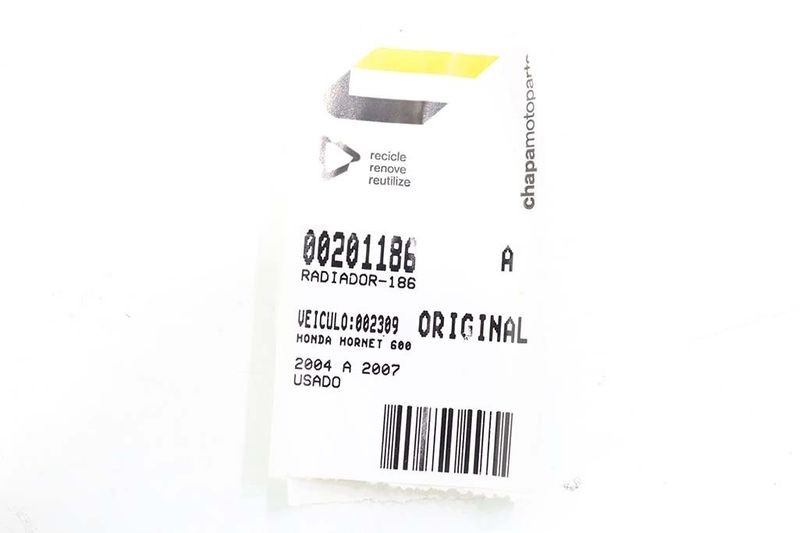 chapamotoparts
recicle
renove
reutilize
00201186 A
RADIADOR-186
VEICULO:002309 ORIGINAL
HONDA HORNET 600
2004 A 2007
USADO